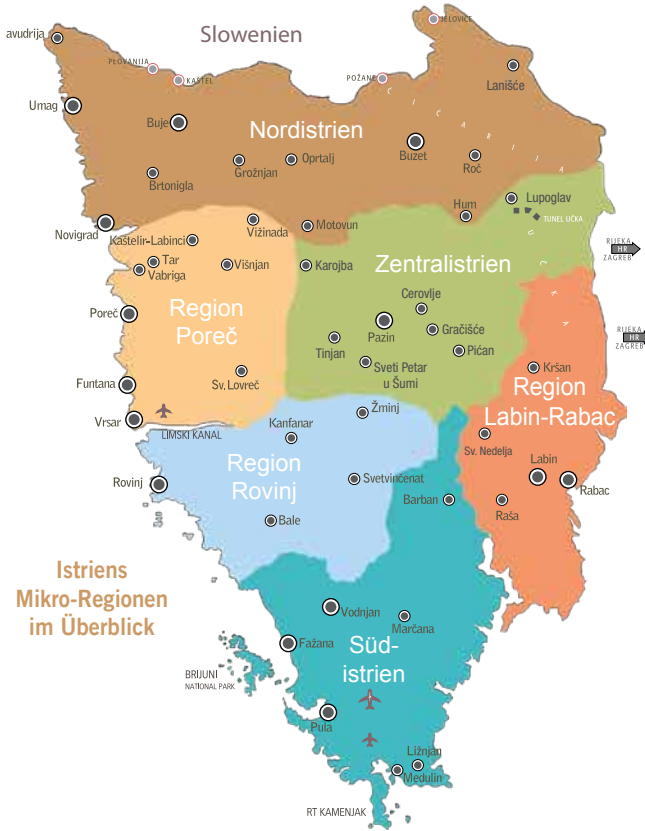 Slowenien
JELOVICE
avudrija
PLOVANIJA
KAŠTEL
POŽANE
Lanišće
Umag
Buje
Nordistrien
ĆIĆARIJA
Buzet
Roč
Oprtalj
Grožnjan
Brtonigla
Lupoglav
Hum
TUNEL UČKA
Novigrad
Vižinada
Motovun
Kaštelir-Labinci
RIJEKA
HR
ZAGREB
Tar
Vabriga
Višnjan
Karojba
Zentralistrien
UČKA
Region
Poreč
Cerovlje
Poreč
Pazin
Gračišće
RIJEKA
HR
ZAGREB
Tinjan
Pićan
Sveti Petar
u Šumi
Sv. Lovreč
Kršan
Funtana
Region
Labin-Rabac
Vrsar
Žminj
LIMSKI KANAL
Kanfanar
Sv. Nedelja
Region
Rovinj
Labin
Rovinj
Svetvinčenat
Rabac
Barban
Raša
Bale
Istriens
Mikro-Regionen
im Überblick
Vodnjan
Marčana
Fažana
Süd-
istrien
BRIJUNI
NATIONAL PARK
Pula
Ližnjan
Medulin
RT KAMENJAK